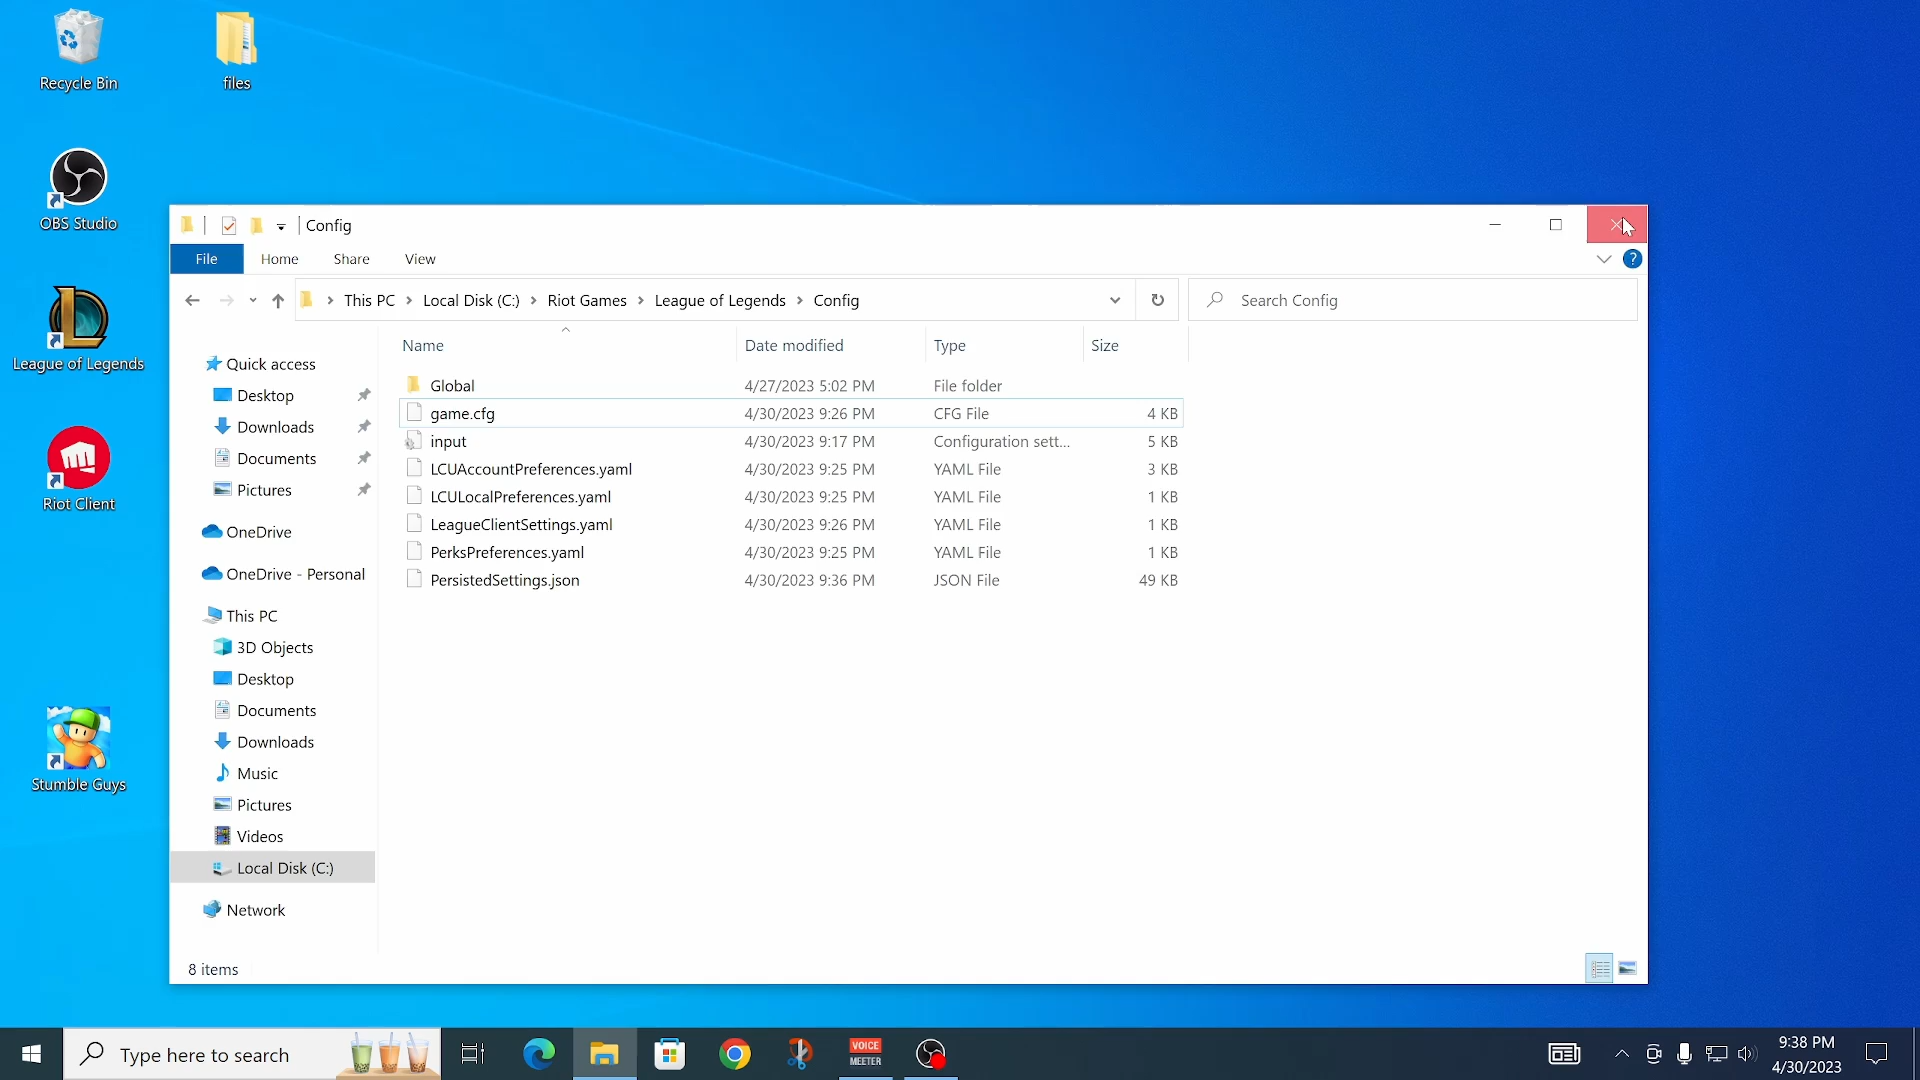 Recycle Bin
files
OBS Studio
League of Legends
Riot Client
Stumble Guys
Config
File
Home
Share
View
?
This PC
Local Disk (C:)
Riot Games
League of Legends
Config
Search Config
Name
Date modified
Type
Size
Quick access
Desktop
Downloads
Documents
Pictures
OneDrive
OneDrive - Personal
This PC
3D Objects
Desktop
Documents
Downloads
Music
Pictures
Videos
Local Disk (C:)
Network
Global 4/27/2023 5:02 PM File folder
game.cfg 4/30/2023 9:26 PM CFG File 4 KB
input 4/30/2023 9:17 PM Configuration sett... 5 KB
LCUAccountPreferences.yaml 4/30/2023 9:25 PM YAML File 3 KB
LCULocalPreferences.yaml 4/30/2023 9:25 PM YAML File 1 KB
LeagueClientSettings.yaml 4/30/2023 9:26 PM YAML File 1 KB
PerksPreferences.yaml 4/30/2023 9:25 PM YAML File 1 KB
PersistedSettings.json 4/30/2023 9:36 PM JSON File 49 KB
8 items
Type here to search
VOICE
MEETER
9:38 PM
4/30/2023